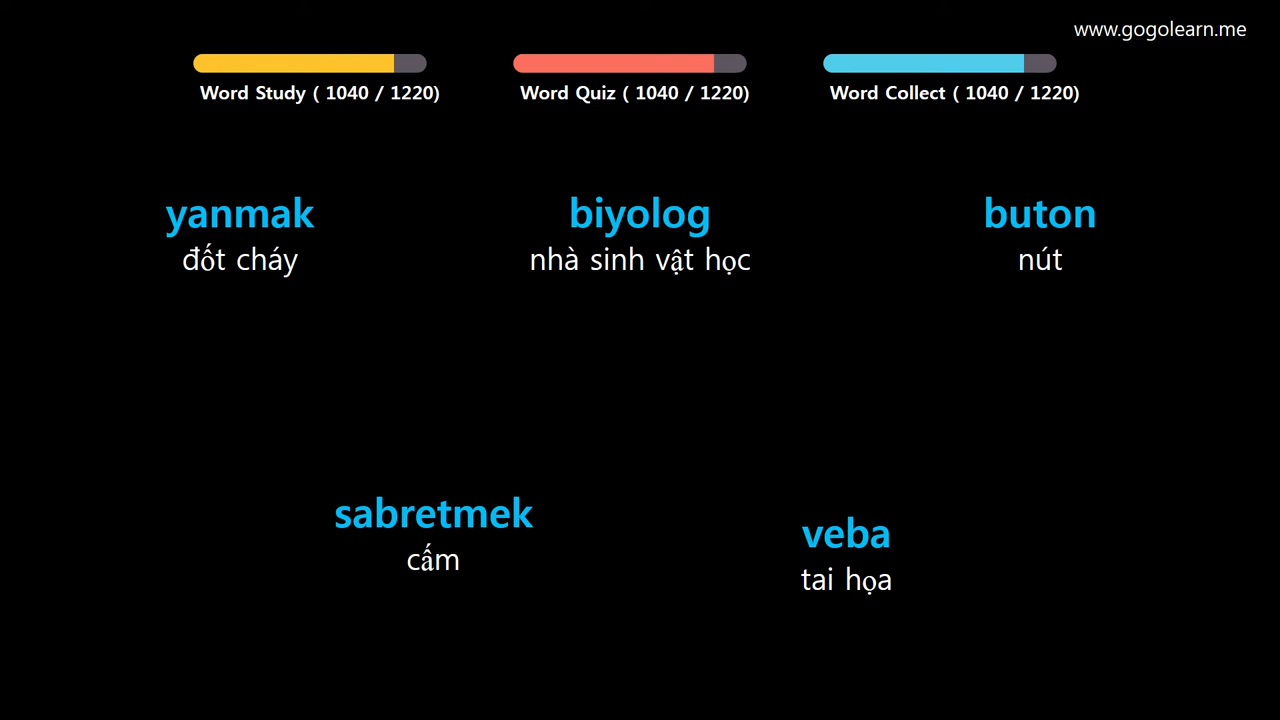 www.gogolearn.me
Word Study ( 1040 / 1220)
Word Quiz ( 1040 / 1220)
Word Collect ( 1040 / 1220)
yanmak
đốt cháy
biyolog
nhà sinh vật học
buton
nút
sabretmek
cấm
veba
tai họa